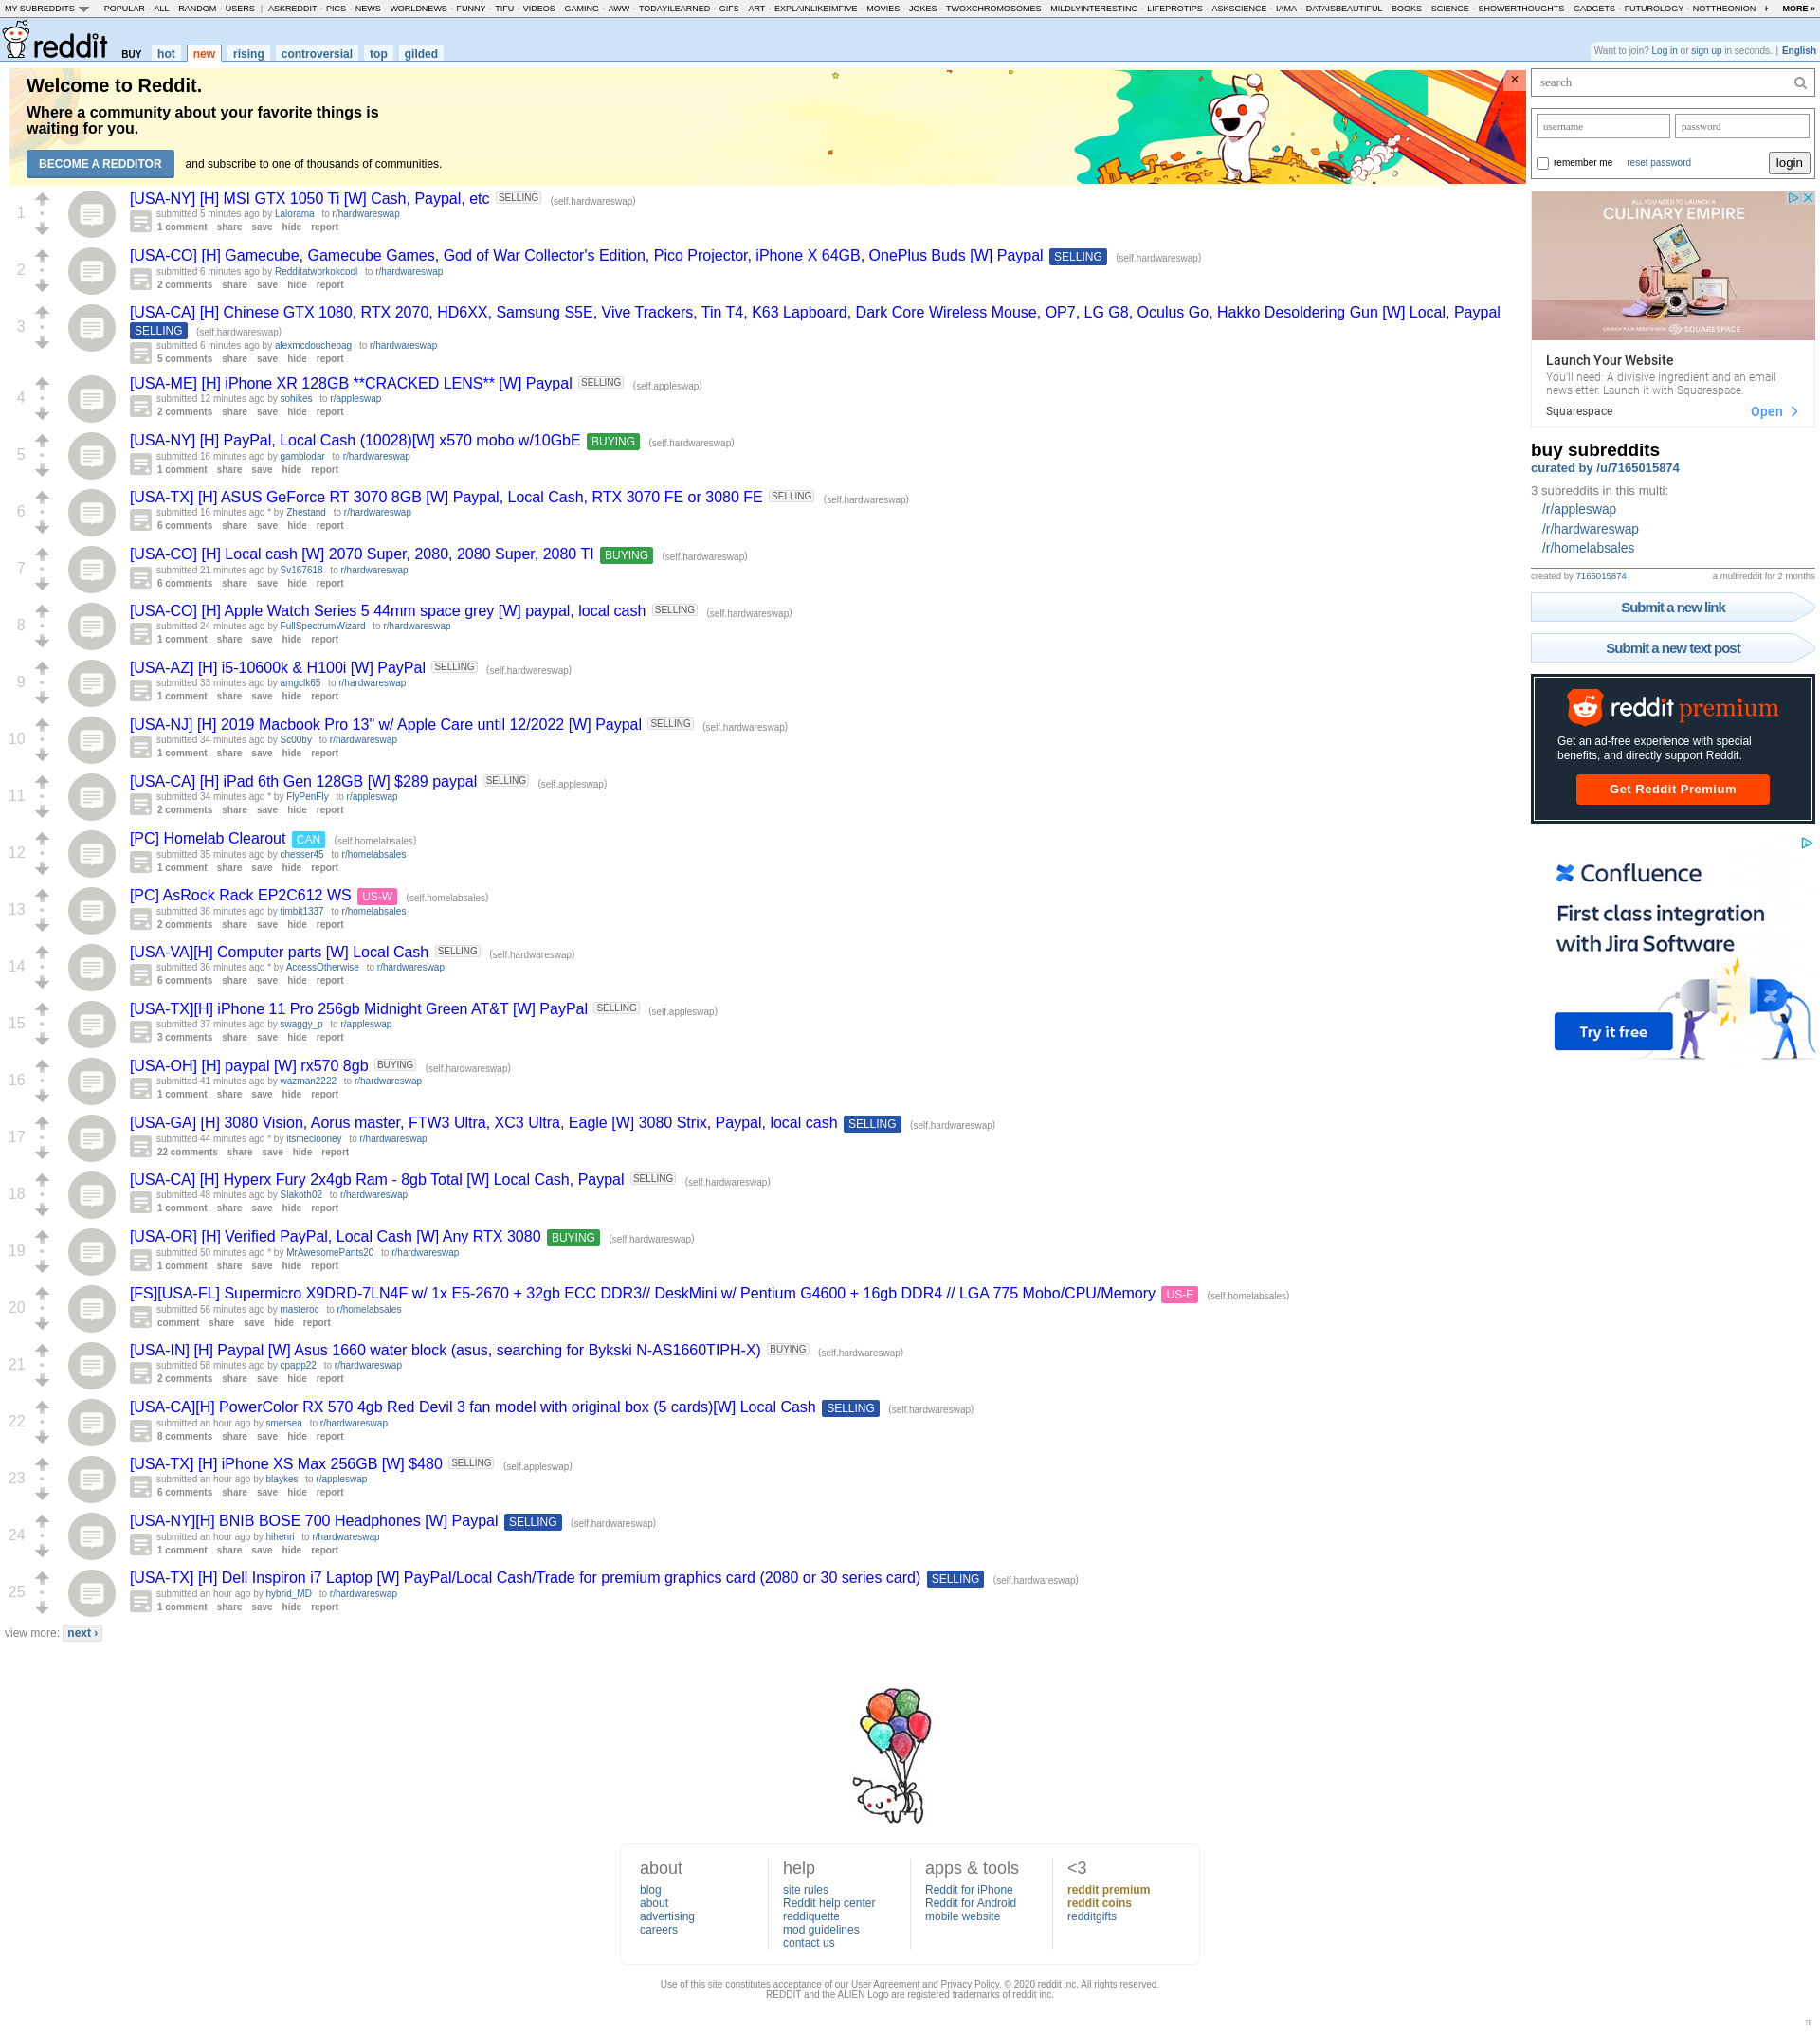 MY SUBREDDITS POPULAR - ALL - RANDOM - USERS | ASKREDDIT - PICS - NEWS - WORLDNEWS - FUNNY - TIFU - VIDEOS - GAMING - AWW - TODAYILEARNED - GIFS - ART - EXPLAINLIKEIMFIVE - MOVIES - JOKES - TWOXCHROMOSOMES - MILDLYINTERESTING - LIFEPROTIPS - ASKSCIENCE - IAMA - DATAISBEAUTIFUL - BOOKS - SCIENCE - SHOWERTHOUGHTS - GADGETS - FUTUROLOGY - NOTTHEONION - MORE »
reddit BUY hot new rising controversial top gilded
Want to join? Log in or sign up in seconds. | English
Welcome to Reddit.
Where a community about your favorite things is
waiting for you.
BECOME A REDDITOR and subscribe to one of thousands of communities.
1 [USA-NY] [H] MSI GTX 1050 Ti [W] Cash, Paypal, etc SELLING (self.hardwareswap)
submitted 5 minutes ago by Lalorama to r/hardwareswap
1 comment share save hide report
2 [USA-CO] [H] Gamecube, Gamecube Games, God of War Collector's Edition, Pico Projector, iPhone X 64GB, OnePlus Buds [W] Paypal SELLING (self.hardwareswap)
submitted 6 minutes ago by Redditatworkokcool to r/hardwareswap
2 comments share save hide report
3 [USA-CA] [H] Chinese GTX 1080, RTX 2070, HD6XX, Samsung S5E, Vive Trackers, Tin T4, K63 Lapboard, Dark Core Wireless Mouse, OP7, LG G8, Oculus Go, Hakko Desoldering Gun [W] Local, Paypal
SELLING (self.hardwareswap)
submitted 6 minutes ago by alexmcdouchebag to r/hardwareswap
5 comments share save hide report
4 [USA-ME] [H] iPhone XR 128GB **CRACKED LENS** [W] Paypal SELLING (self.appleswap)
submitted 12 minutes ago by sohikes to r/appleswap
2 comments share save hide report
5 [USA-NY] [H] PayPal, Local Cash (10028)[W] x570 mobo w/10GbE BUYING (self.hardwareswap)
submitted 16 minutes ago by gamblodar to r/hardwareswap
1 comment share save hide report
6 [USA-TX] [H] ASUS GeForce RT 3070 8GB [W] Paypal, Local Cash, RTX 3070 FE or 3080 FE SELLING (self.hardwareswap)
submitted 16 minutes ago * by Zhestand to r/hardwareswap
6 comments share save hide report
7 [USA-CO] [H] Local cash [W] 2070 Super, 2080, 2080 Super, 2080 TI BUYING (self.hardwareswap)
submitted 21 minutes ago by Sv167618 to r/hardwareswap
6 comments share save hide report
8 [USA-CO] [H] Apple Watch Series 5 44mm space grey [W] paypal, local cash SELLING (self.hardwareswap)
submitted 24 minutes ago by FullSpectrumWizard to r/hardwareswap
1 comment share save hide report
9 [USA-AZ] [H] i5-10600k & H100i [W] PayPal SELLING (self.hardwareswap)
submitted 33 minutes ago by amgclk65 to r/hardwareswap
1 comment share save hide report
10 [USA-NJ] [H] 2019 Macbook Pro 13" w/ Apple Care until 12/2022 [W] Paypal SELLING (self.hardwareswap)
submitted 34 minutes ago by Sc00by to r/hardwareswap
1 comment share save hide report
11 [USA-CA] [H] iPad 6th Gen 128GB [W] $289 paypal SELLING (self.appleswap)
submitted 34 minutes ago * by FlyPenFly to r/appleswap
2 comments share save hide report
12 [PC] Homelab Clearout CAN (self.homelabsales)
submitted 35 minutes ago by chesser45 to r/homelabsales
1 comment share save hide report
13 [PC] AsRock Rack EP2C612 WS US-W (self.homelabsales)
submitted 36 minutes ago by timbit1337 to r/homelabsales
2 comments share save hide report
14 [USA-VA][H] Computer parts [W] Local Cash SELLING (self.hardwareswap)
submitted 36 minutes ago * by AccessOtherwise to r/hardwareswap
6 comments share save hide report
15 [USA-TX][H] iPhone 11 Pro 256gb Midnight Green AT&T [W] PayPal SELLING (self.appleswap)
submitted 37 minutes ago by swaggy_p to r/appleswap
3 comments share save hide report
16 [USA-OH] [H] paypal [W] rx570 8gb BUYING (self.hardwareswap)
submitted 41 minutes ago by wazman2222 to r/hardwareswap
1 comment share save hide report
17 [USA-GA] [H] 3080 Vision, Aorus master, FTW3 Ultra, XC3 Ultra, Eagle [W] 3080 Strix, Paypal, local cash SELLING (self.hardwareswap)
submitted 44 minutes ago * by itsmeclooney to r/hardwareswap
22 comments share save hide report
18 [USA-CA] [H] Hyperx Fury 2x4gb Ram - 8gb Total [W] Local Cash, Paypal SELLING (self.hardwareswap)
submitted 48 minutes ago by Slakoth02 to r/hardwareswap
1 comment share save hide report
19 [USA-OR] [H] Verified PayPal, Local Cash [W] Any RTX 3080 BUYING (self.hardwareswap)
submitted 50 minutes ago * by MrAwesomePants20 to r/hardwareswap
1 comment share save hide report
20 [FS][USA-FL] Supermicro X9DRD-7LN4F w/ 1x E5-2670 + 32gb ECC DDR3// DeskMini w/ Pentium G4600 + 16gb DDR4 // LGA 775 Mobo/CPU/Memory US-E (self.homelabsales)
submitted 56 minutes ago by masteroc to r/homelabsales
comment share save hide report
21 [USA-IN] [H] Paypal [W] Asus 1660 water block (asus, searching for Bykski N-AS1660TIPH-X) BUYING (self.hardwareswap)
submitted 58 minutes ago by cpapp22 to r/hardwareswap
2 comments share save hide report
22 [USA-CA][H] PowerColor RX 570 4gb Red Devil 3 fan model with original box (5 cards)[W] Local Cash SELLING (self.hardwareswap)
submitted an hour ago by smersea to r/hardwareswap
8 comments share save hide report
23 [USA-TX] [H] iPhone XS Max 256GB [W] $480 SELLING (self.appleswap)
submitted an hour ago by blaykes to r/appleswap
6 comments share save hide report
24 [USA-NY][H] BNIB BOSE 700 Headphones [W] Paypal SELLING (self.hardwareswap)
submitted an hour ago by hihenri to r/hardwareswap
1 comment share save hide report
25 [USA-TX] [H] Dell Inspiron i7 Laptop [W] PayPal/Local Cash/Trade for premium graphics card (2080 or 30 series card) SELLING (self.hardwareswap)
submitted an hour ago by hybrid_MD to r/hardwareswap
1 comment share save hide report
view more: next ›
search
username password
remember me reset password login
ALL YOU NEED TO LAUNCH A
CULINARY EMPIRE
LAUNCH YOUR WEBSITE WITH SQUARESPACE
Launch Your Website
You'll need: A divisive ingredient and an email
newsletter. Launch it with Squarespace.
Squarespace Open
buy subreddits
curated by /u/7165015874
3 subreddits in this multi:
/r/appleswap
/r/hardwareswap
/r/homelabsales
created by 7165015874 a multireddit for 2 months
Submit a new link
Submit a new text post
reddit premium
Get an ad-free experience with special
benefits, and directly support Reddit.
Get Reddit Premium
Confluence
First class integration
with Jira Software
Try it free
about
blog
about
advertising
careers
help
site rules
Reddit help center
reddiquette
mod guidelines
contact us
apps & tools
Reddit for iPhone
Reddit for Android
mobile website
<3
reddit premium
reddit coins
redditgifts
Use of this site constitutes acceptance of our User Agreement and Privacy Policy. © 2020 reddit inc. All rights reserved.
REDDIT and the ALIEN Logo are registered trademarks of reddit inc.
π